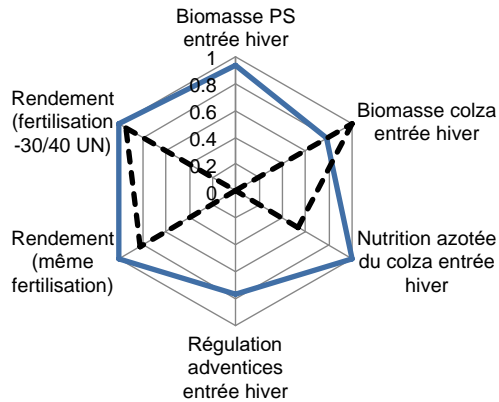 Biomasse PS
entrée hiver
1
0.8
0.6
0.4
0.2
0
Biomasse colza
entrée hiver
Nutrition azotée
du colza entrée
hiver
Régulation
adventices
entrée hiver
Rendement
(même
fertilisation)
Rendement
(fertilisation
-30/40 UN)